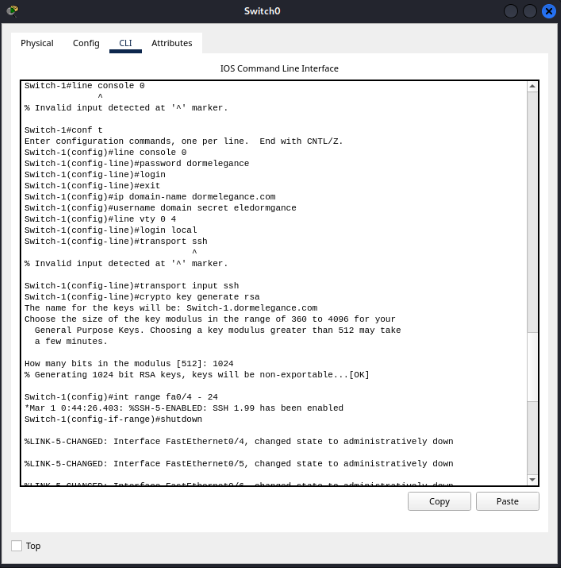 Switch0
Physical Config CLI Attributes
IOS Command Line Interface
Switch-1#line console 0
^
% Invalid input detected at '^' marker.
Switch-1#conf t
Enter configuration commands, one per line.  End with CNTL/Z.
Switch-1(config)#line console 0
Switch-1(config-line)#password dormelegance
Switch-1(config-line)#login
Switch-1(config-line)#exit
Switch-1(config)#ip domain-name dormelegance.com
Switch-1(config)#username domain secret eledormgance
Switch-1(config)#line vty 0 4
Switch-1(config-line)#login local
Switch-1(config-line)#transport ssh
^
% Invalid input detected at '^' marker.
Switch-1(config-line)#transport input ssh
Switch-1(config-line)#crypto key generate rsa
The name for the keys will be: Switch-1.dormelegance.com
Choose the size of the key modulus in the range of 360 to 4096 for your
General Purpose Keys. Choosing a key modulus greater than 512 may take
a few minutes.
How many bits in the modulus [512]: 1024
% Generating 1024 bit RSA keys, keys will be non-exportable...[OK]
Switch-1(config)#int range fa0/4 - 24
*Mar 1 0:44:26.403: %SSH-5-ENABLED: SSH 1.99 has been enabled
Switch-1(config-if-range)#shutdown
%LINK-5-CHANGED: Interface FastEthernet0/4, changed state to administratively down
%LINK-5-CHANGED: Interface FastEthernet0/5, changed state to administratively down
%LINK-5-CHANGED: Interface FastEthernet0/6, changed state to administratively down
Copy Paste
Top